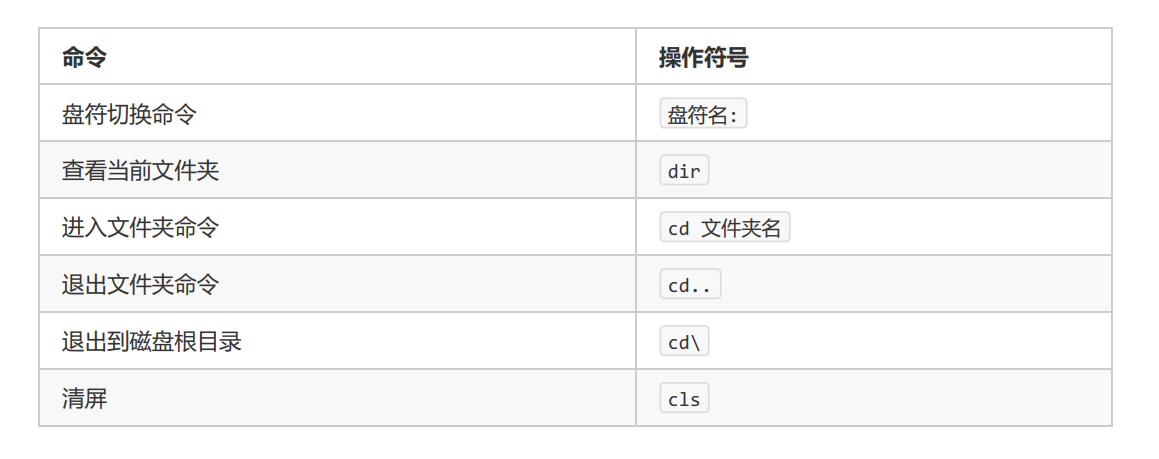 命令 操作符号
盘符切换命令 盘符名:
查看当前文件夹 dir
进入文件夹命令 cd 文件夹名
退出文件夹命令 cd..
退出到磁盘根目录 cd\
清屏 cls